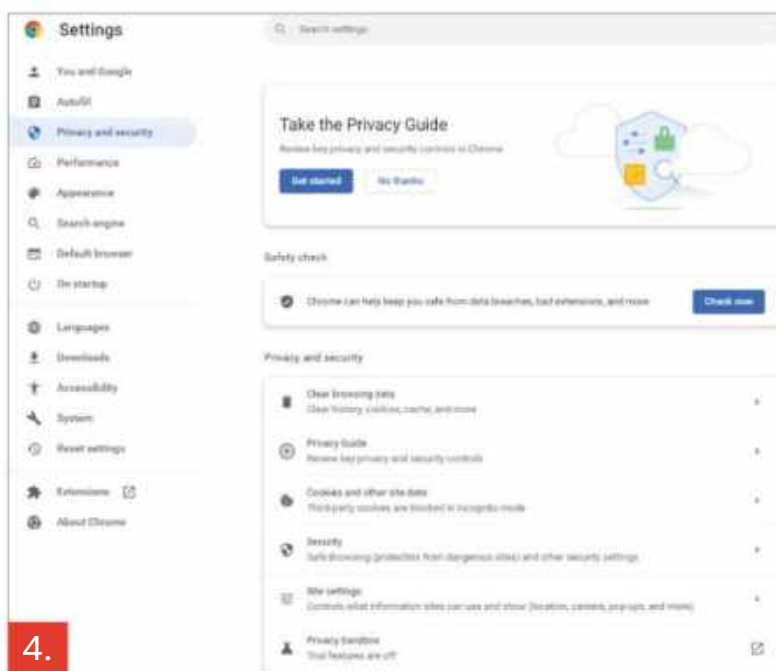 Settings
Search settings
You and Google
Autofill
Privacy and security
Performance
Appearance
Search engine
Default browser
On startup
Languages
Downloads
Accessibility
System
Reset settings
Extensions
About Chrome
Take the Privacy Guide
Review key privacy and security controls in Chrome
Get started
No thanks
Safety check
Chrome can help keep you safe from data breaches, bad extensions, and more
Check now
Privacy and security
Clear browsing data
Clear history, cookies, cache, and more
Privacy Guide
Review key privacy and security controls
Cookies and other site data
Third-party cookies are blocked in Incognito mode
Security
Safe Browsing (protection from dangerous sites) and other security settings
Site settings
Controls what information sites can use and show (location, camera, pop-ups, and more)
Privacy Sandbox
Trial features are off
4.